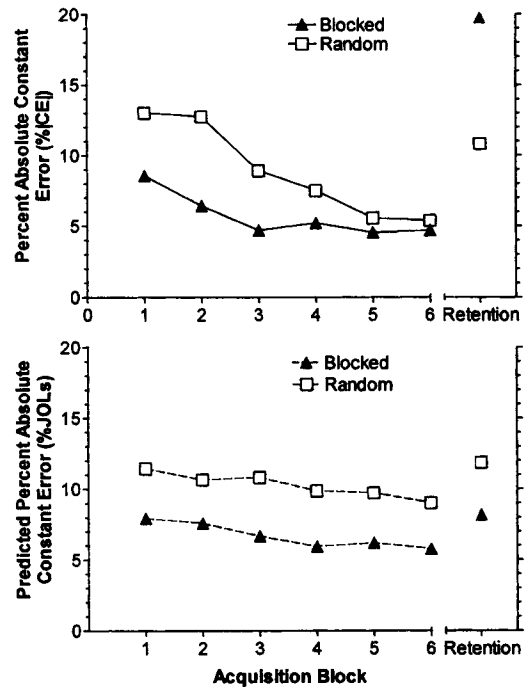 Percent Absolute Constant
Error (%|CE|)
20
15
10
5
0
Blocked
Random
0 1 2 3 4 5 6 Retention
Predicted Percent Absolute
Constant Error (%JOLs)
20
15
10
5
0
Blocked
Random
1 2 3 4 5 6 Retention
Acquisition Block